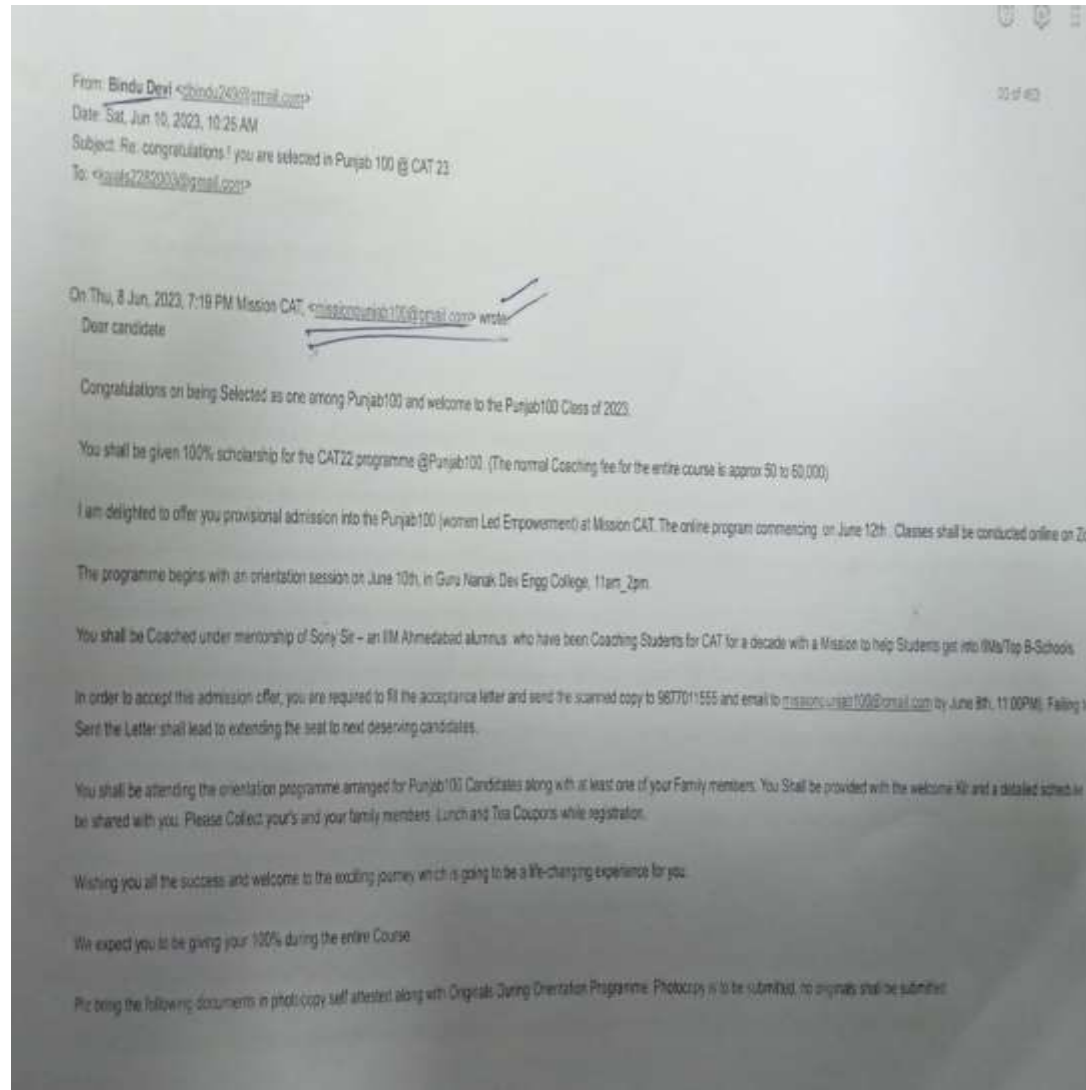 From: Bindu Devi <dbindu249@gmail.com>
Date: Sat, Jun 10, 2023, 10:25 AM
Subject: Re: congratulations ! you are selected in Punjab 100 @ CAT 23
To:
On Thu, 8 Jun, 2023, 7:19 PM Mission CAT, <missionpunjab100@gmail.com> wrote:
Dear candidate
Congratulations on being Selected as one among Punjab100 and welcome to the Punjab100 Class of 2023.
You shall be given 100% scholarship for the CAT22 programme @Punjab100. (The normal Coaching fee for the entire course is approx 50 to 60,000)
I am delighted to offer you provisional admission into the Punjab100 (women Led Empowerment) at Mission CAT. The online program commencing on June 12th . Classes shall be conducted online on Zo
The programme begins with an orientation session on June 10th, in Guru Nanak Dev Engg College, 11am_2pm.
You shall be Coached under mentorship of Sony Sir – an IIM Ahmedabad alumnus who have been Coaching Students for CAT for a decade with a Mission to help Students get into IIMs/Top B-Schools.
In order to accept this admission offer, you are required to fill the acceptance letter and send the scanned copy to 9877011555 and email to missionpunjab100@gmail.com by June 8th, 11:00PM). Failing
Sent the Letter shall lead to extending the seat to next deserving candidates.
You shall be attending the orientation programme arranged for Punjab100 Candidates along with at least one of your Family members. You Shall be provided with the welcome Kit and a detailed schedule
be shared with you. Please Collect your's and your family members Lunch and Tea Coupons while registration.
Wishing you all the success and welcome to the exciting journey which is going to be a life-changing experience for you.
We expect you to be giving your 100% during the entire Course.
Plz bring the following documents in photocopy self attested along with Originals During Orientation Programme. Photocopy is to be submitted, no originals shall be submitted